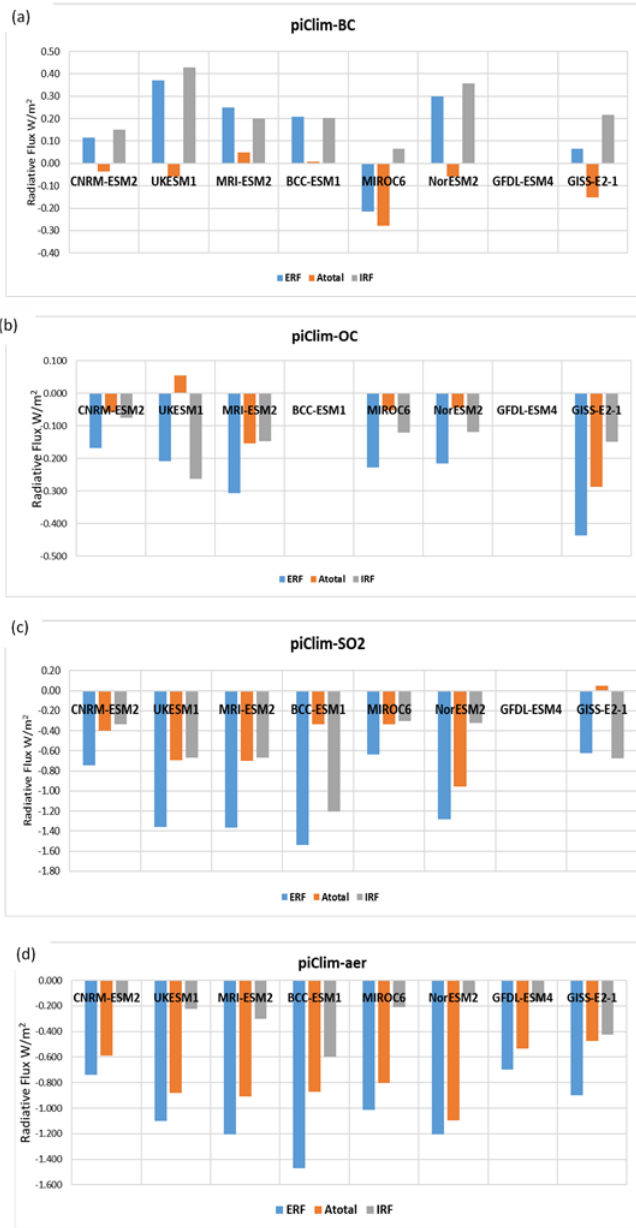 (a)
piClim-BC
Radiative Flux W/m²
0.50
0.40
0.30
0.20
0.10
0.00
-0.10
-0.20
-0.30
-0.40
CNRM-ESM2 UKESM1 MRI-ESM2 BCC-ESM1 MIROC6 NorESM2 GFDL-ESM4 GISS-E2-1
ERF Atotal IRF
(b)
piClim-OC
Radiative Flux W/m²
0.100
0.000
-0.100
-0.200
-0.300
-0.400
-0.500
CNRM-ESM2 UKESM1 MRI-ESM2 BCC-ESM1 MIROC6 NorESM2 GFDL-ESM4 GISS-E2-1
ERF Atotal IRF
(c)
piClim-SO2
Radiative Flux W/m²
0.20
0.00
-0.20
-0.40
-0.60
-0.80
-1.00
-1.20
-1.40
-1.60
-1.80
CNRM-ESM2 UKESM1 MRI-ESM2 BCC-ESM1 MIROC6 NorESM2 GFDL-ESM4 GISS-E2-1
ERF Atotal IRF
(d)
piClim-aer
Radiative Flux W/m²
0.000
-0.200
-0.400
-0.600
-0.800
-1.000
-1.200
-1.400
-1.600
CNRM-ESM2 UKESM1 MRI-ESM2 BCC-ESM1 MIROC6 NorESM2 GFDL-ESM4 GISS-E2-1
ERF Atotal IRF